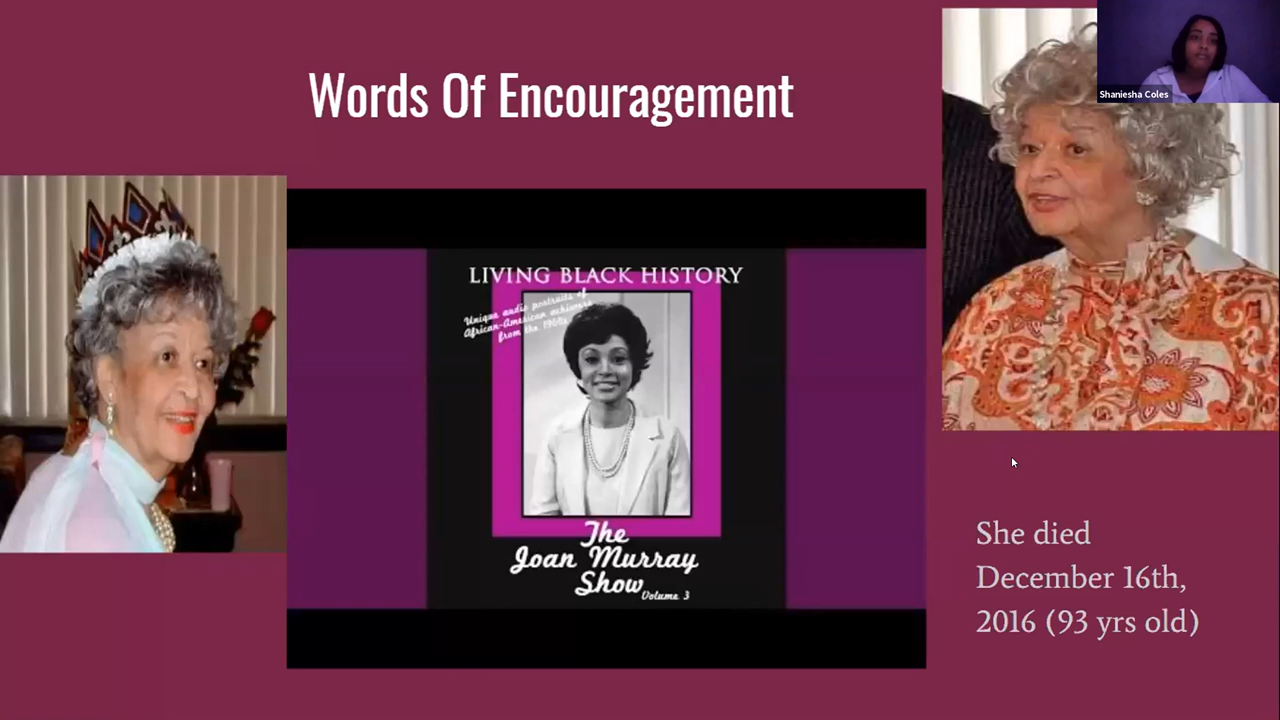 Words Of Encouragement
Shaniesha Coles
LIVING BLACK HISTORY
Unique audio portraits of
African-American achievers
from the 1960s
The
Joan Murray
Show
Volume 3
She died
December 16th,
2016 (93 yrs old)